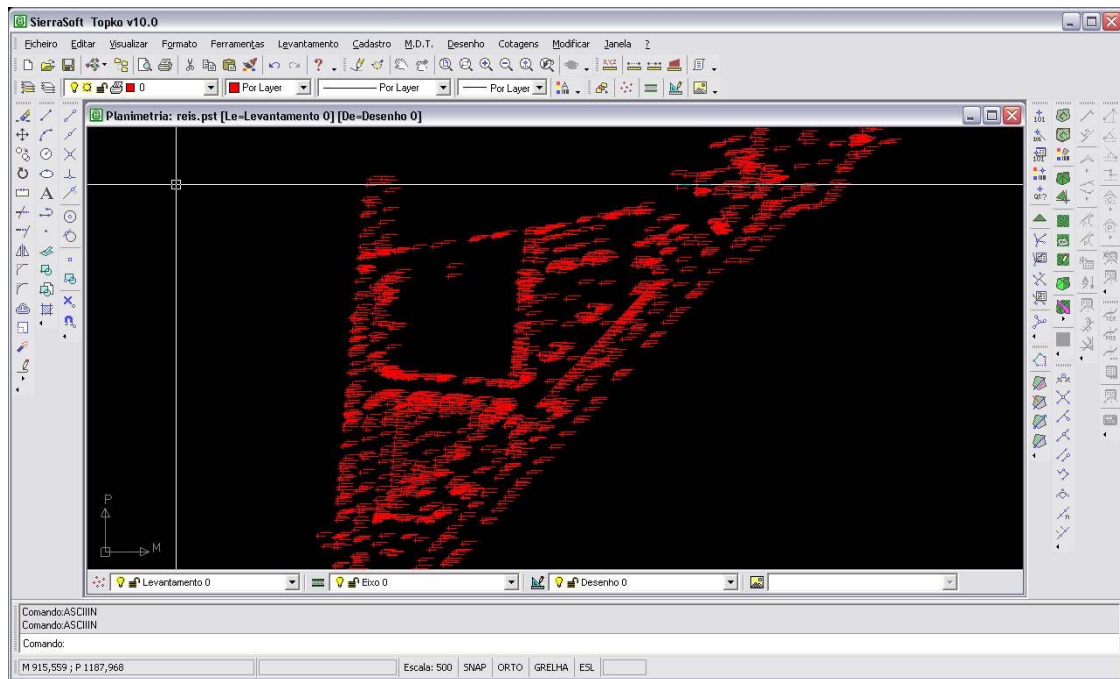 SierraSoft Topko v10.0
Ficheiro Editar Visualizar Formato Ferramentas Levantamento Cadastro M.D.T. Desenho Cotagens Modificar Janela ?
0 Por Layer Por Layer Por Layer
Planimetria: reis.pst [Le=Levantamento 0] [De=Desenho 0]
P
M
Levantamento 0 Eixo 0 Desenho 0
Comando:ASCIIIN
Comando:ASCIIIN
Comando:
M 915,559 ; P 1187,968 Escala: 500 SNAP ORTO GRELHA ESL